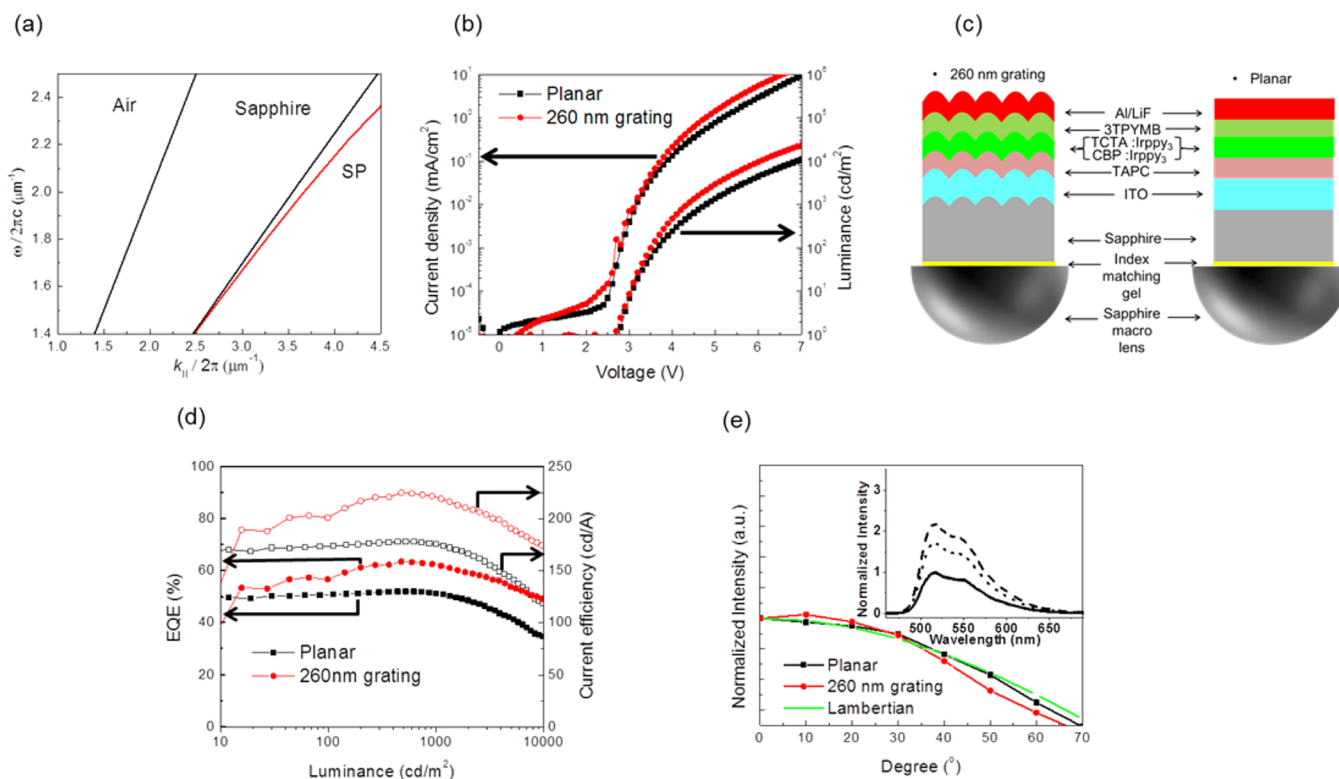 (a)
2.4
2.2
2.0
1.8
1.6
1.4
1.0 1.5 2.0 2.5 3.0 3.5 4.0 4.5
ω / 2πc (μm⁻¹)
k|| / 2π (μm⁻¹)
Air
Sapphire
SP
(b)
10¹
10⁰
10⁻¹
10⁻²
10⁻³
10⁻⁴
10⁻⁵
Current density (mA/cm²)
0 1 2 3 4 5 6 7
Voltage (V)
10⁶
10⁵
10⁴
10³
10²
10¹
10⁰
Luminance (cd/m²)
Planar
260 nm grating
(c)
• 260 nm grating
• Planar
Al/LiF
3TPYMB
TCTA :Irppy₃
CBP :Irppy₃
TAPC
ITO
Sapphire
Index
matching
gel
Sapphire
macro
lens
(d)
100
80
60
40
20
0
EQE (%)
10 100 1000 10000
Luminance (cd/m²)
250
200
150
100
50
0
Current efficiency (cd/A)
Planar
260nm grating
(e)
Normalized Intensity (a.u.)
0 10 20 30 40 50 60 70
Degree (°)
Planar
260 nm grating
Lambertian
3
2
1
0
Normalized Intensity
500 550 600 650
Wavelength (nm)